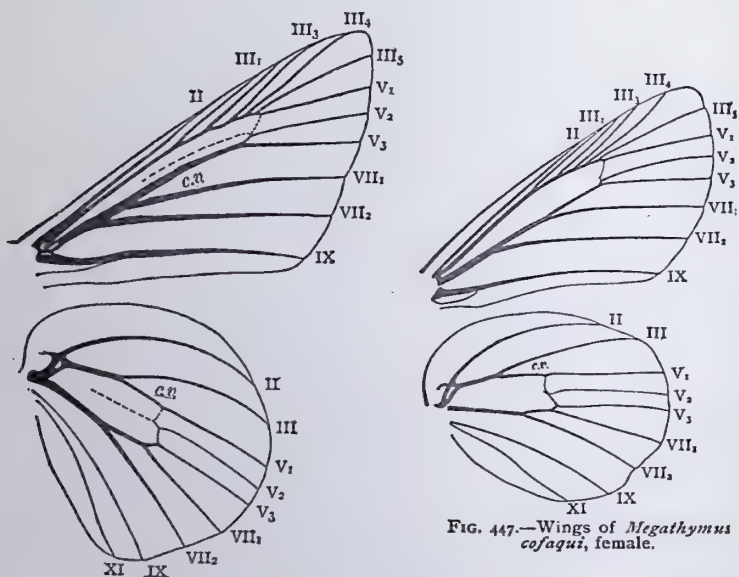 II
III₁
III₃
III₄
III₅
V₁
V₂
V₃
c.v.
VII₁
VII₂
IX
II
III₁
III₃
III₄
III₅
V₁
V₂
V₃
VII₁
VII₂
IX
c.v.
II
III
V₁
V₂
V₃
VII₁
VII₂
IX
XI
c.v.
II
III
V₁
V₂
V₃
VII₁
VII₂
IX
XI
FIG. 447.—Wings of Megathymus
cofaqui, female.